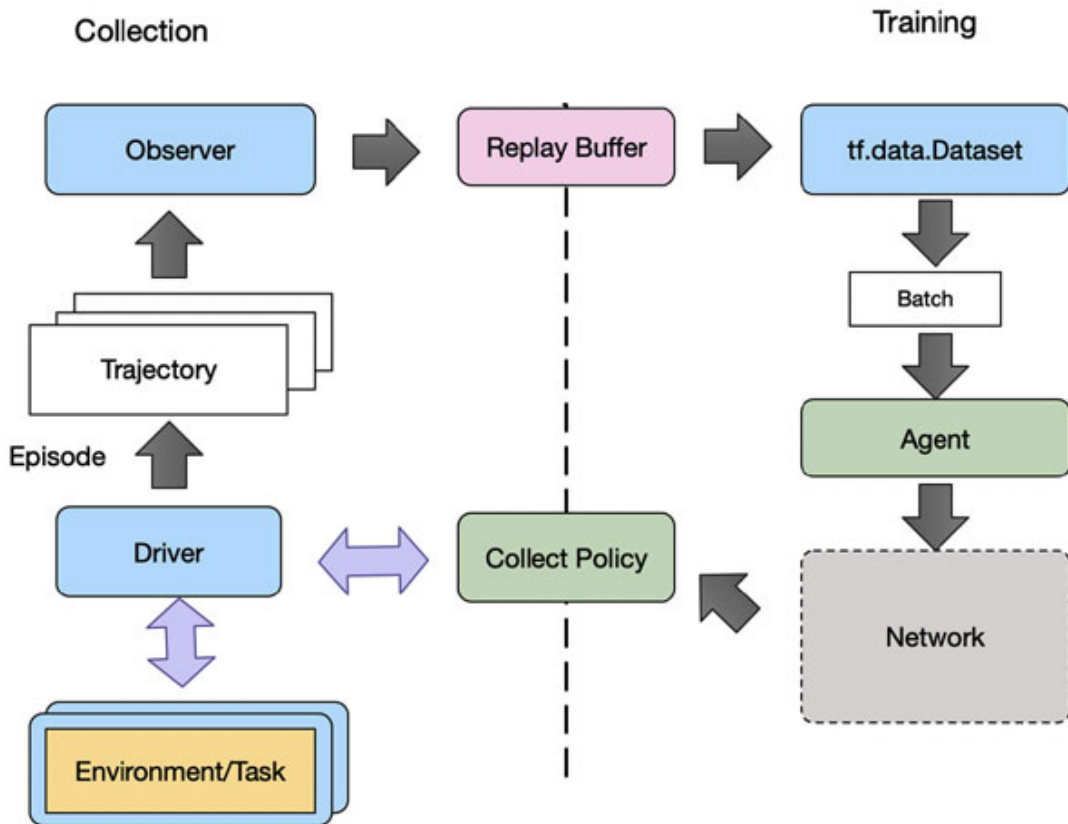 Collection
Training
Observer
Replay Buffer
tf.data.Dataset
Batch
Trajectory
Agent
Episode
Driver
Collect Policy
Network
Environment/Task